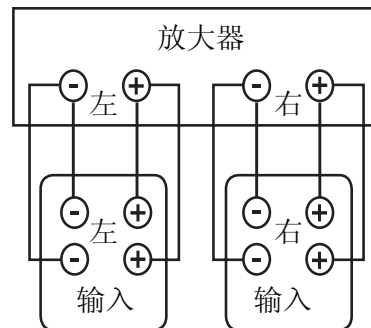 放大器
- + - +
左 右
- + - +
左 右
- + - +
输入 输入